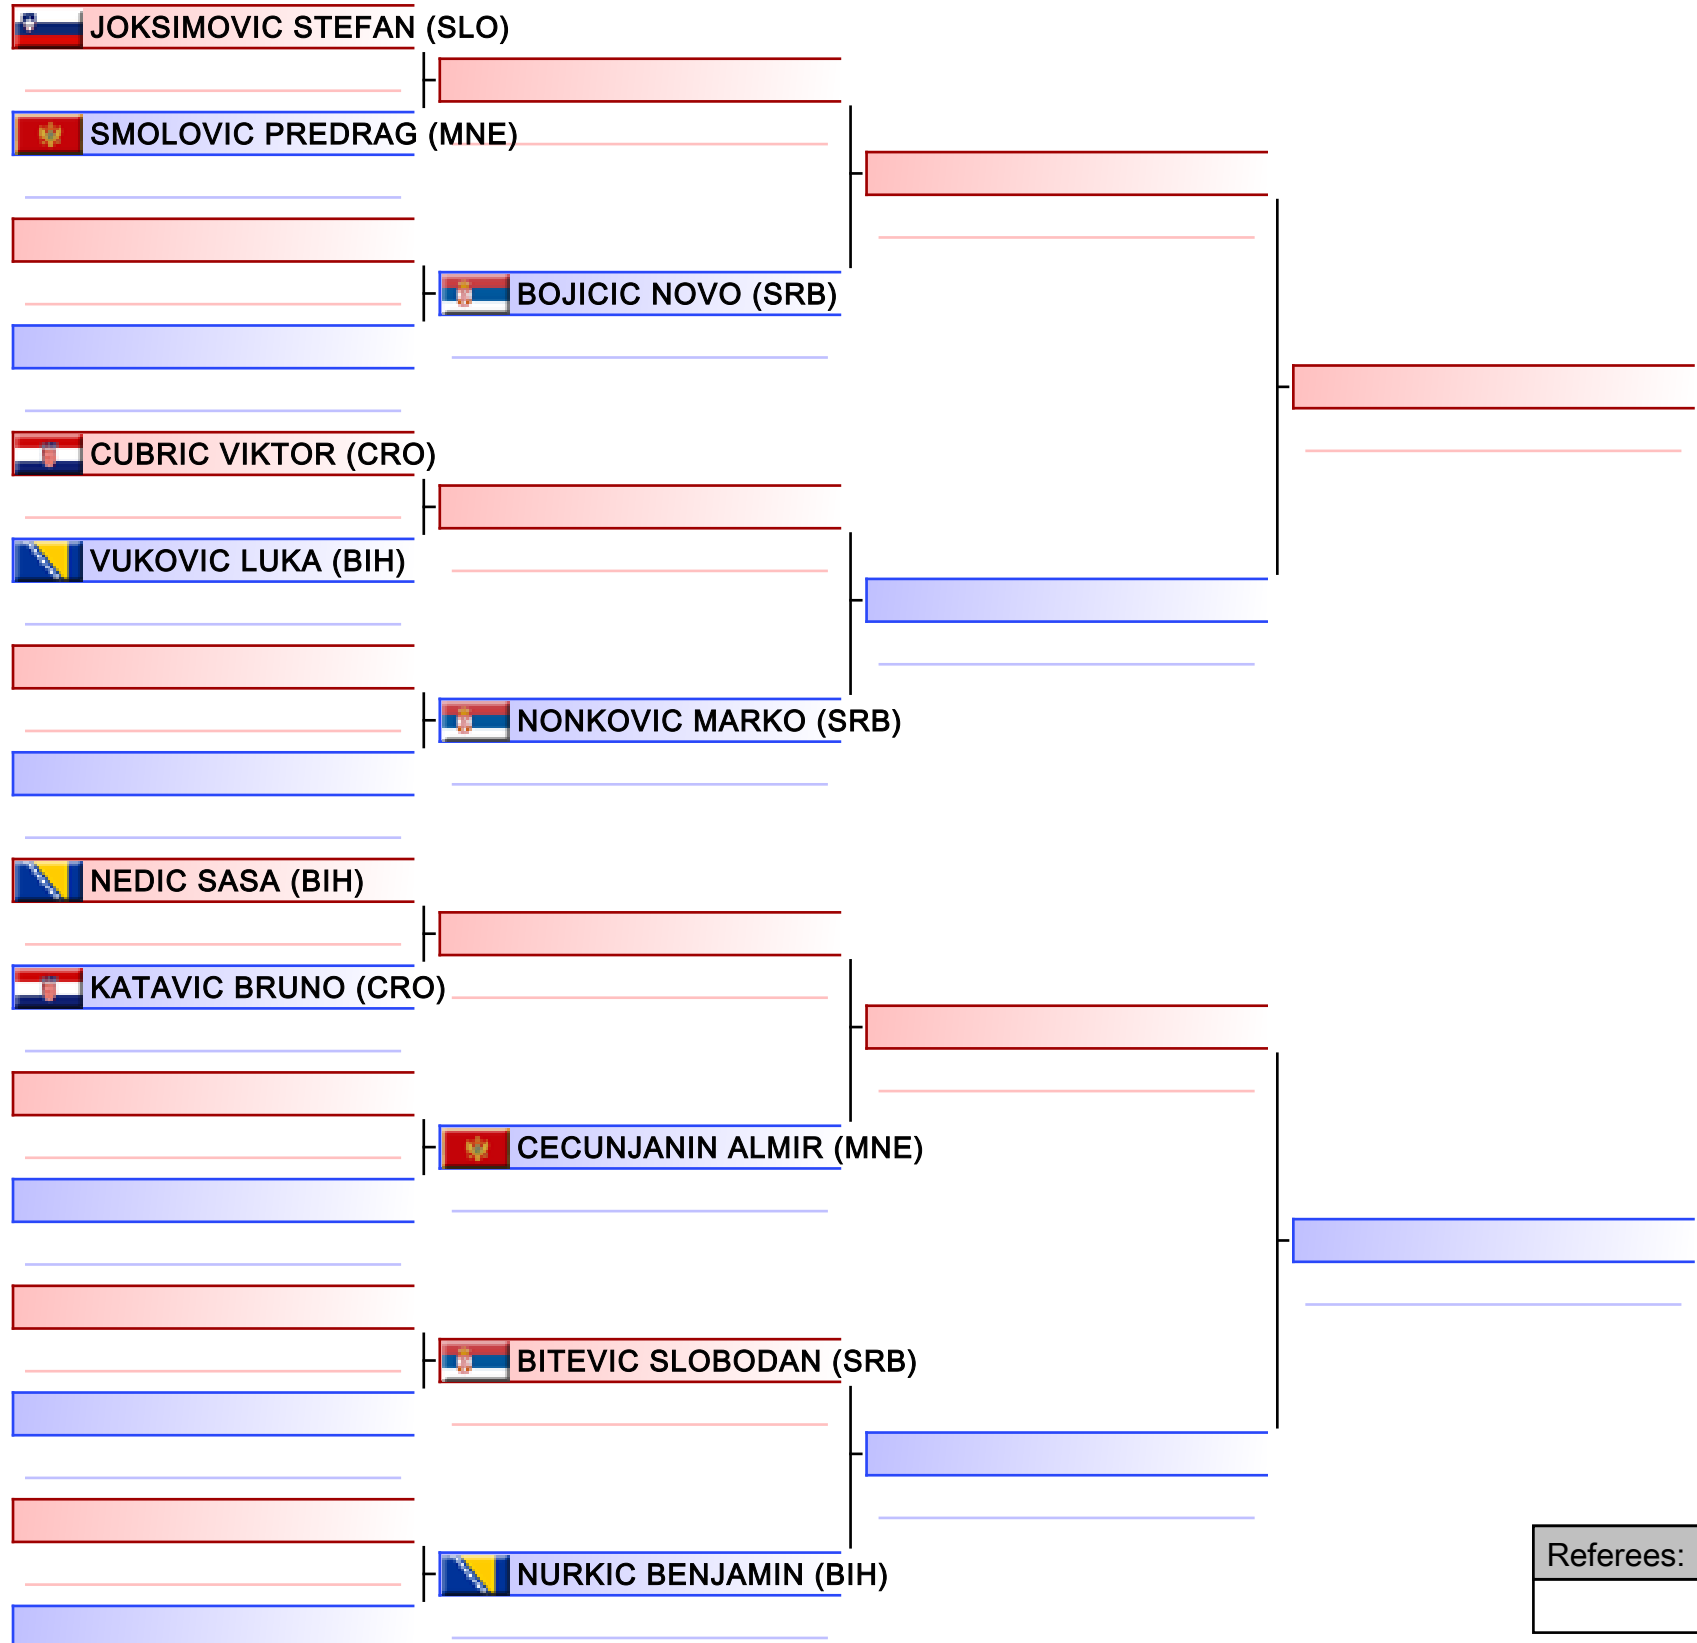 JOKSIMOVIC STEFAN (SLO)
SMOLOVIC PREDRAG (MNE)
BOJICIC NOVO (SRB)
CUBRIC VIKTOR (CRO)
VUKOVIC LUKA (BIH)
NONKOVIC MARKO (SRB)
NEDIC SASA (BIH)
KATAVIC BRUNO (CRO)
CECUNJANIN ALMIR (MNE)
BITEVIC SLOBODAN (SRB)
NURKIC BENJAMIN (BIH)
Referees: